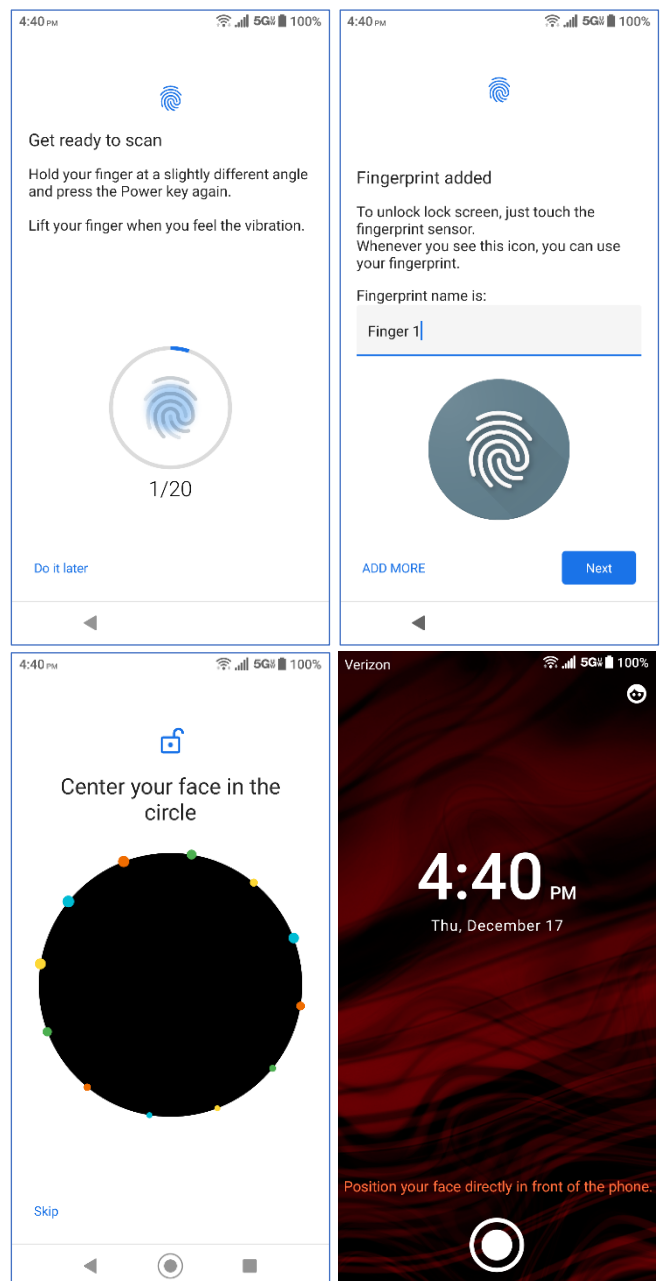 4:40 PM 5G 100%
Get ready to scan
Hold your finger at a slightly different angle
and press the Power key again.
Lift your finger when you feel the vibration.
1/20
Do it later
4:40 PM 5G 100%
Fingerprint added
To unlock lock screen, just touch the
fingerprint sensor.
Whenever you see this icon, you can use
your fingerprint.
Fingerprint name is:
Finger 1
ADD MORE Next
4:40 PM 5G 100%
Center your face in the
circle
Skip
Verizon 5G 100%
4:40 PM
Thu, December 17
Position your face directly in front of the phone.